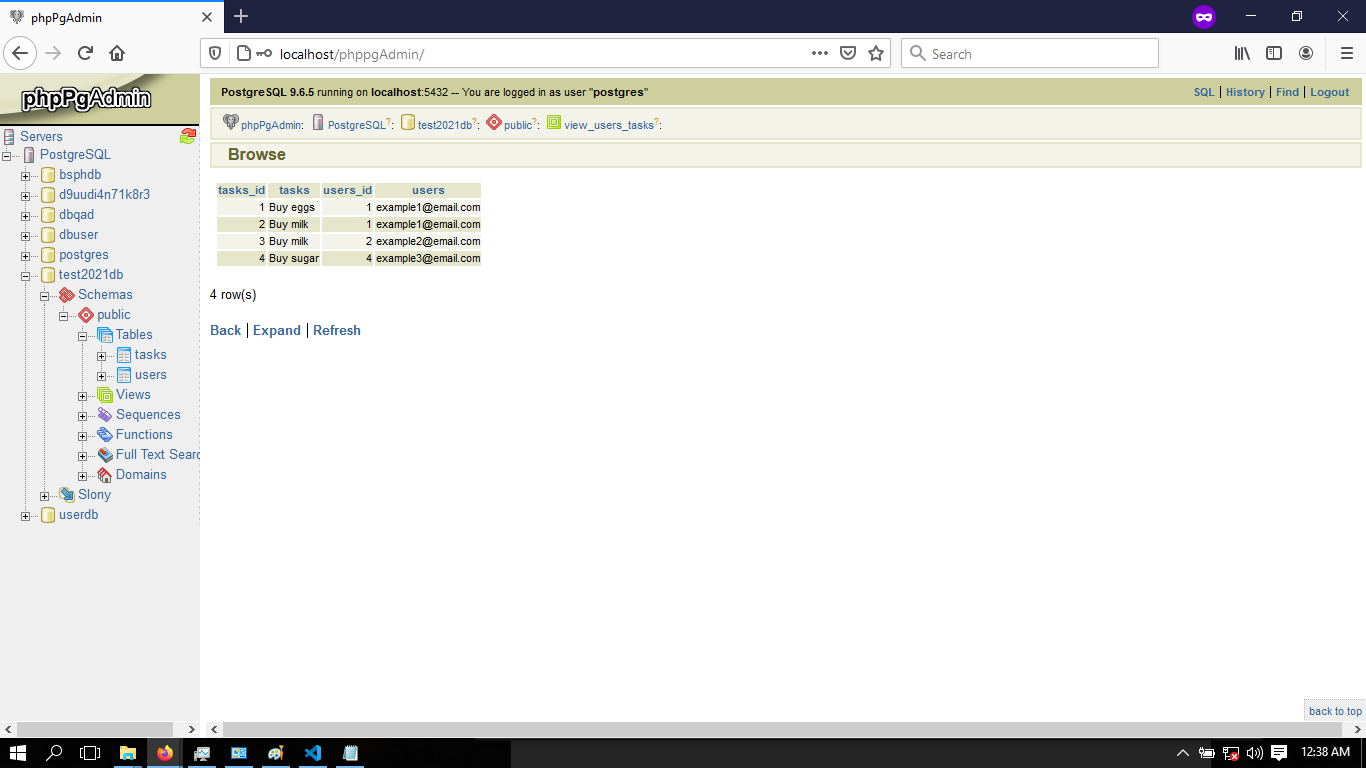 phpPgAdmin
localhost/phppgAdmin/
Search
phpPgAdmin
Servers
PostgreSQL
bsphdb
d9uudi4n71k8r3
dbqad
dbuser
postgres
test2021db
Schemas
public
Tables
tasks
users
Views
Sequences
Functions
Full Text Searc
Domains
Slony
userdb
PostgreSQL 9.6.5 running on localhost:5432 -- You are logged in as user "postgres"
SQL | History | Find | Logout
phpPgAdmin: PostgreSQL?: test2021db?: public?: view_users_tasks?:
Browse
tasks_id tasks users_id users
1 Buy eggs 1 example1@email.com
2 Buy milk 1 example1@email.com
3 Buy milk 2 example2@email.com
4 Buy sugar 4 example3@email.com
4 row(s)
Back | Expand | Refresh
back to top
12:38 AM